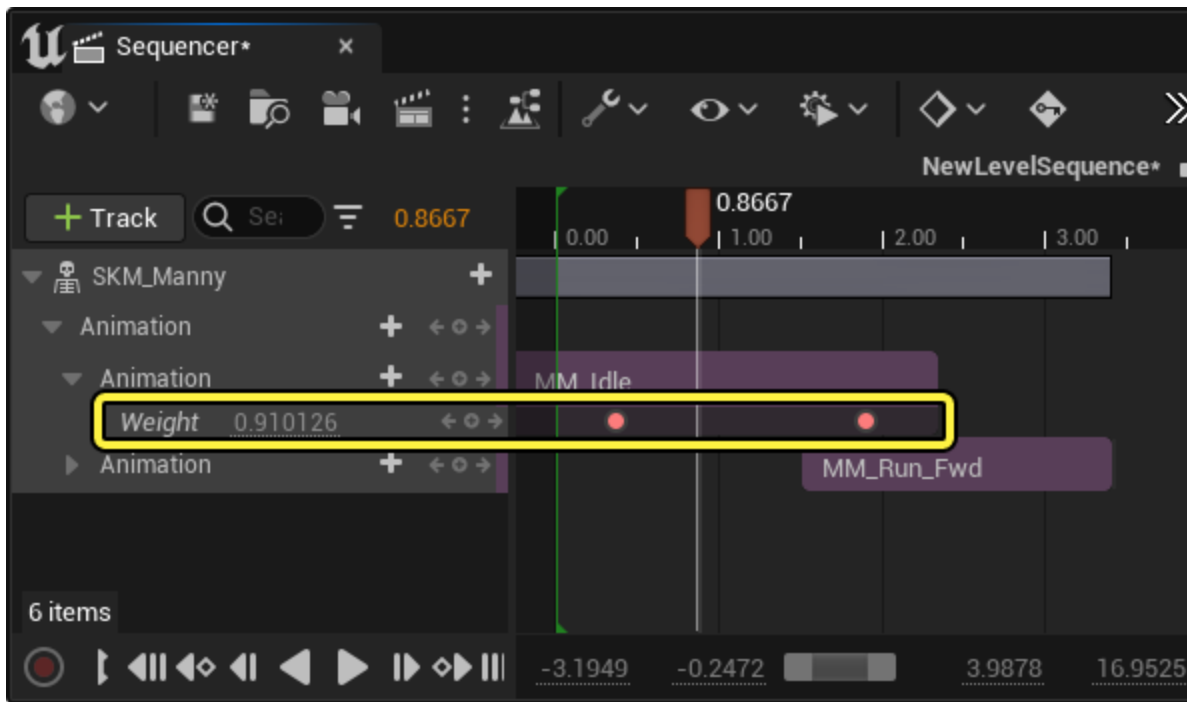 Sequencer*
NewLevelSequence*
Track
0.8667
0.8667
0.00 1.00 2.00 3.00
SKM_Manny
Animation
Animation
MM_Idle
Weight 0.910126
Animation
MM_Run_Fwd
6 items
-3.1949 -0.2472 3.9878 16.9525